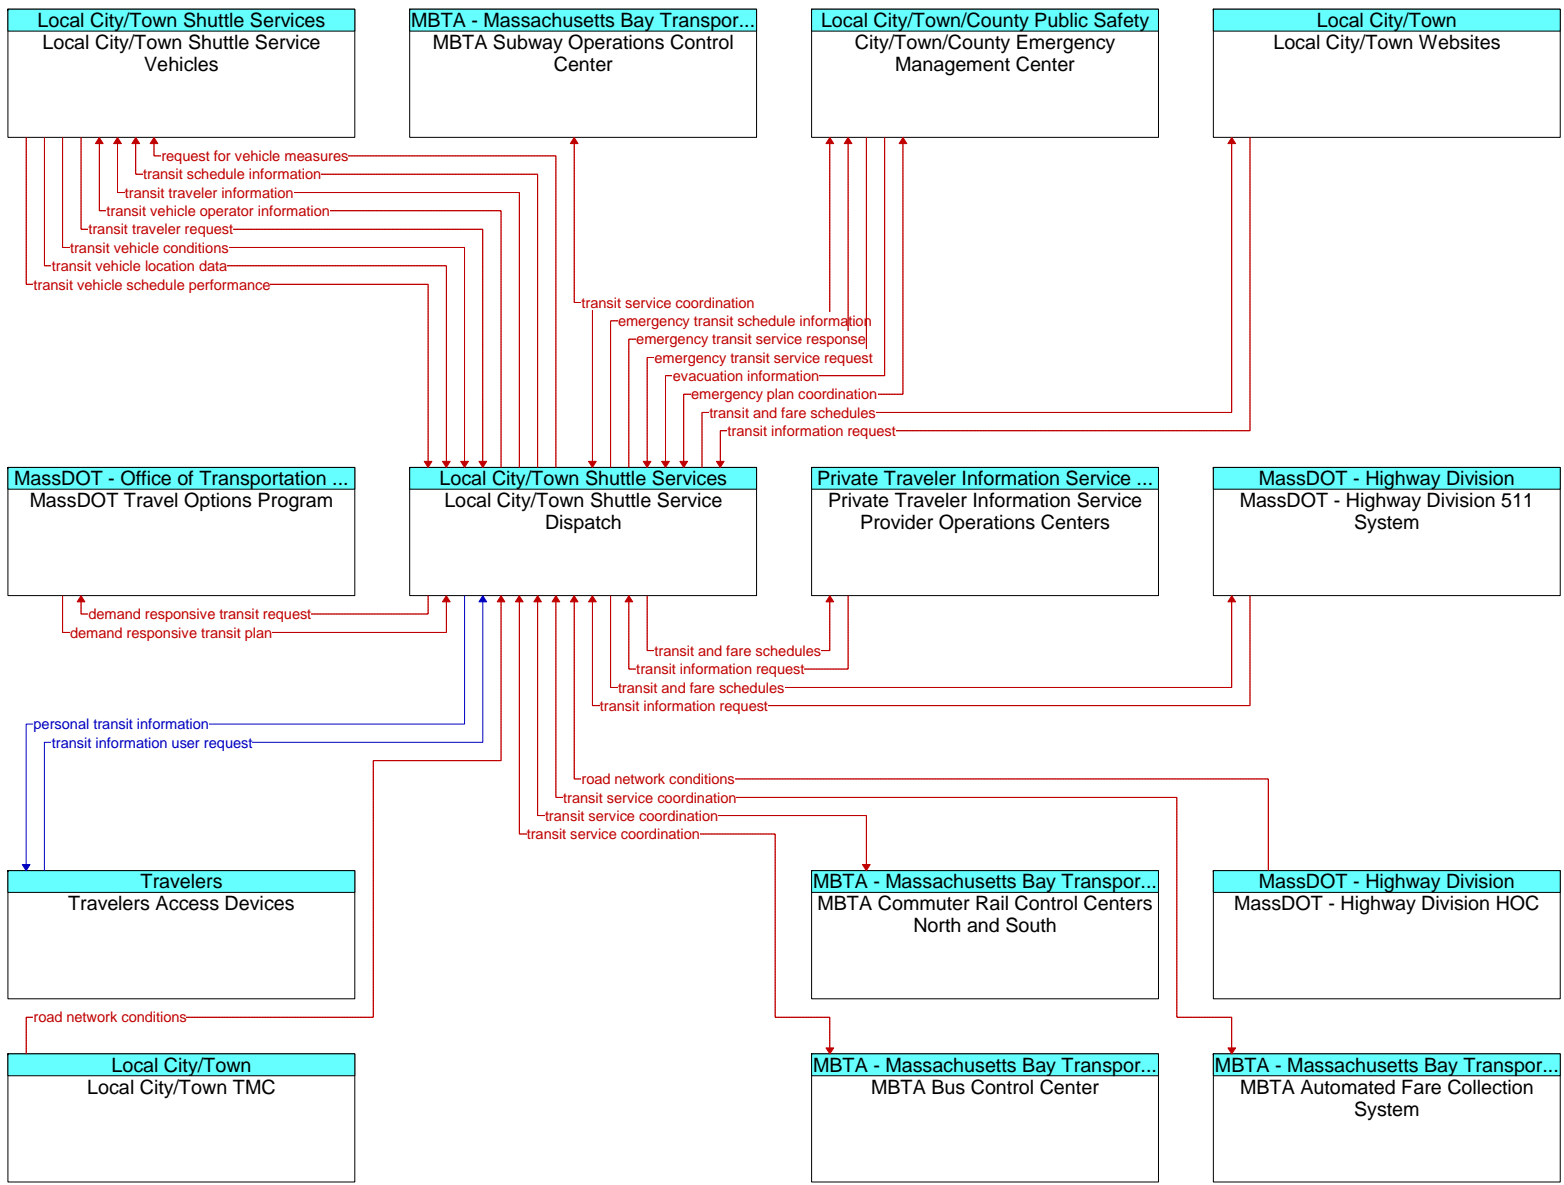 Local City/Town Shuttle Services
Local City/Town Shuttle Service
Vehicles
MBTA - Massachusetts Bay Transpor...
MBTA Subway Operations Control
Center
Local City/Town/County Public Safety
City/Town/County Emergency
Management Center
Local City/Town
Local City/Town Websites
request for vehicle measures
transit schedule information
transit traveler information
transit vehicle operator information
transit traveler request
transit vehicle conditions
transit vehicle location data
transit vehicle schedule performance
transit service coordination
emergency transit schedule information
emergency transit service response
emergency transit service request
evacuation information
emergency plan coordination
transit and fare schedules
transit information request
MassDOT - Office of Transportation ...
MassDOT Travel Options Program
Local City/Town Shuttle Services
Local City/Town Shuttle Service
Dispatch
Private Traveler Information Service ...
Private Traveler Information Service
Provider Operations Centers
MassDOT - Highway Division
MassDOT - Highway Division 511
System
demand responsive transit request
demand responsive transit plan
transit and fare schedules
transit information request
transit and fare schedules
transit information request
personal transit information
transit information user request
road network conditions
transit service coordination
transit service coordination
transit service coordination
Travelers
Travelers Access Devices
MBTA - Massachusetts Bay Transpor...
MBTA Commuter Rail Control Centers
North and South
MassDOT - Highway Division
MassDOT - Highway Division HOC
road network conditions
Local City/Town
Local City/Town TMC
MBTA - Massachusetts Bay Transpor...
MBTA Bus Control Center
MBTA - Massachusetts Bay Transpor...
MBTA Automated Fare Collection
System